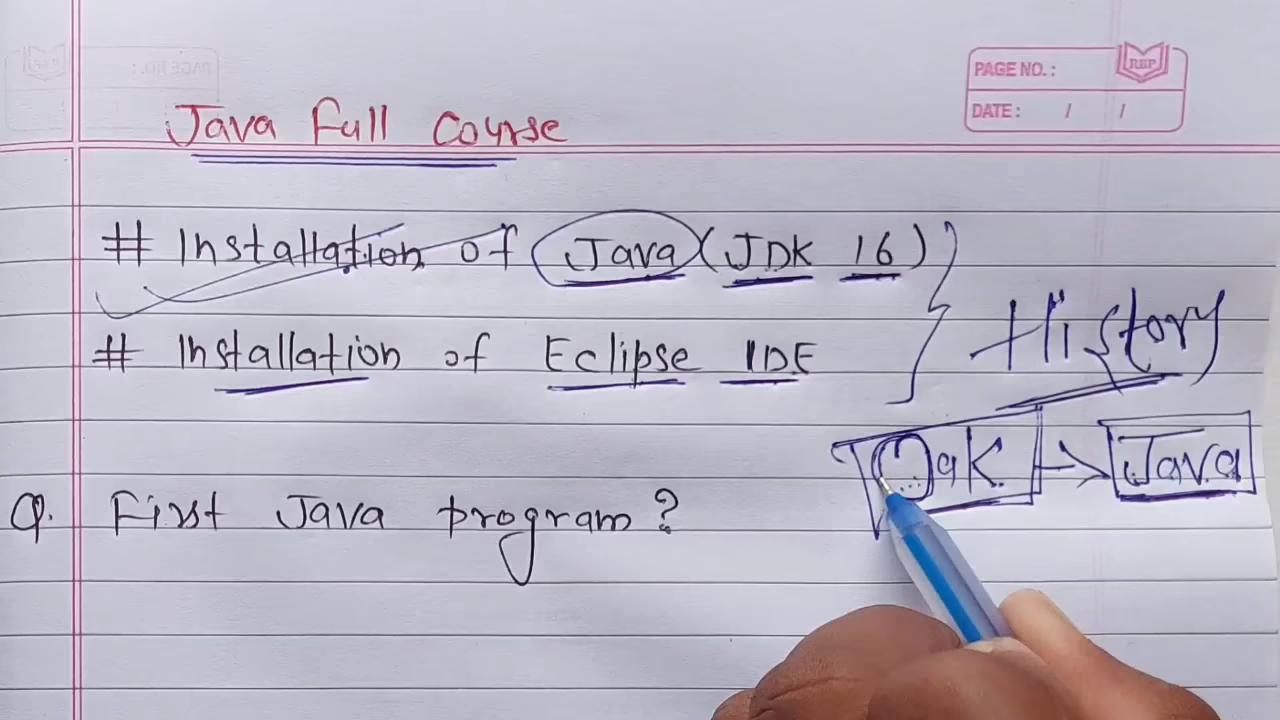 PAGE NO.:
RBP
DATE: / /
Java Full Course
# Installation of Java (JDK 16)
# Installation of Eclipse IDE
History
Oak → Java
Q. First Java program?